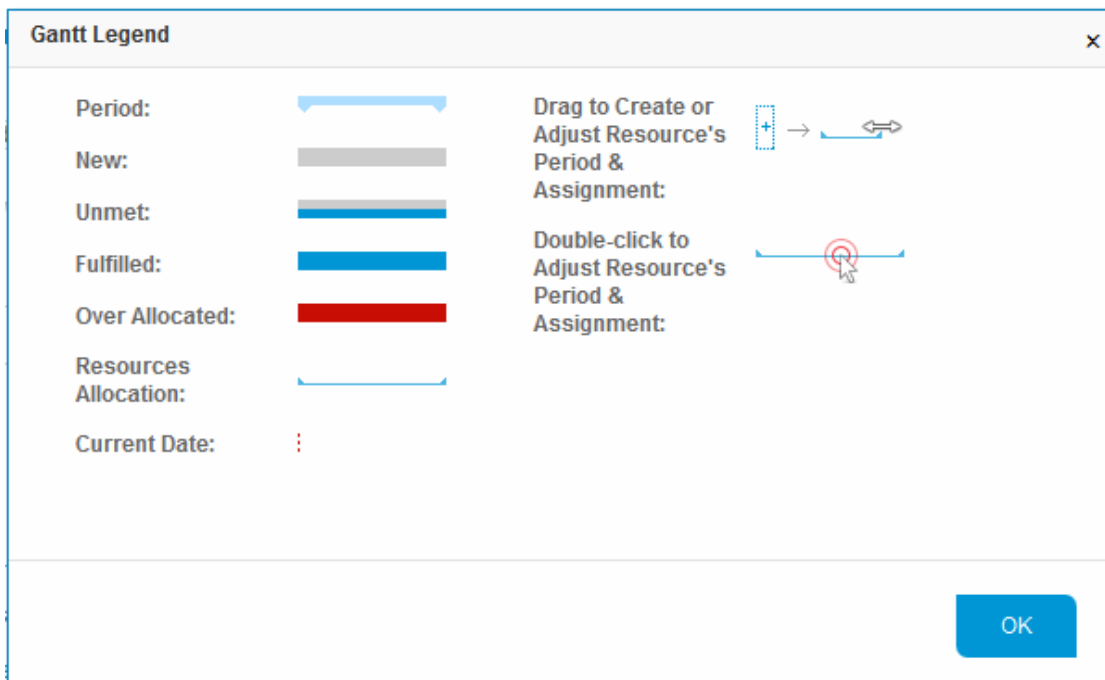 Gantt Legend
×
Period:
New:
Unmet:
Fulfilled:
Over Allocated:
Resources
Allocation:
Current Date:
Drag to Create or
Adjust Resource's
Period &
Assignment:
Double-click to
Adjust Resource's
Period &
Assignment:
OK